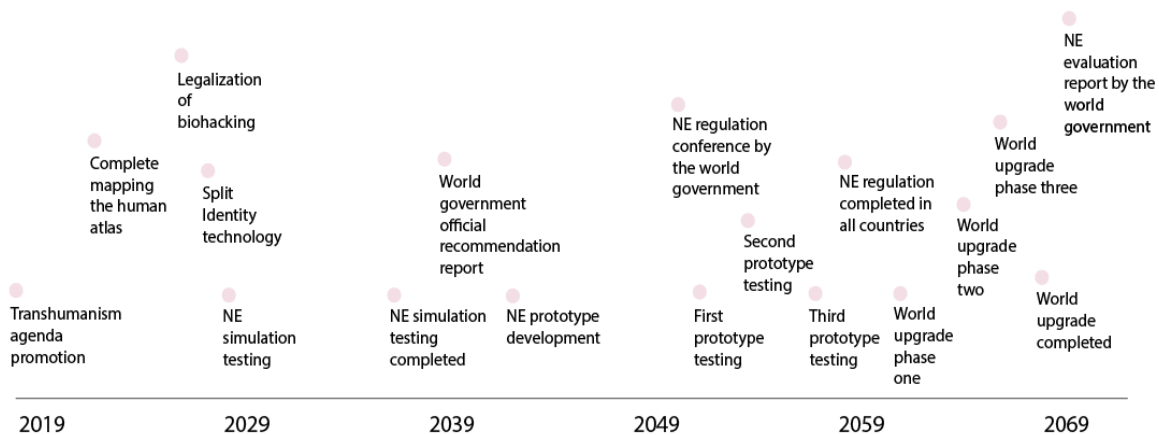 Transhumanism
agenda
promotion
Complete
mapping
the human
atlas
Legalization
of
biohacking
Split
Identity
technology
NE
simulation
testing
NE simulation
testing
completed
World
government
official
recommendation
report
NE prototype
development
NE regulation
conference by
the world
government
First
prototype
testing
Second
prototype
testing
Third
prototype
testing
NE regulation
completed in
all countries
World
upgrade
phase
one
World
upgrade
phase
two
World
upgrade
phase three
World
upgrade
completed
NE
evaluation
report by the
world
government
2019
2029
2039
2049
2059
2069